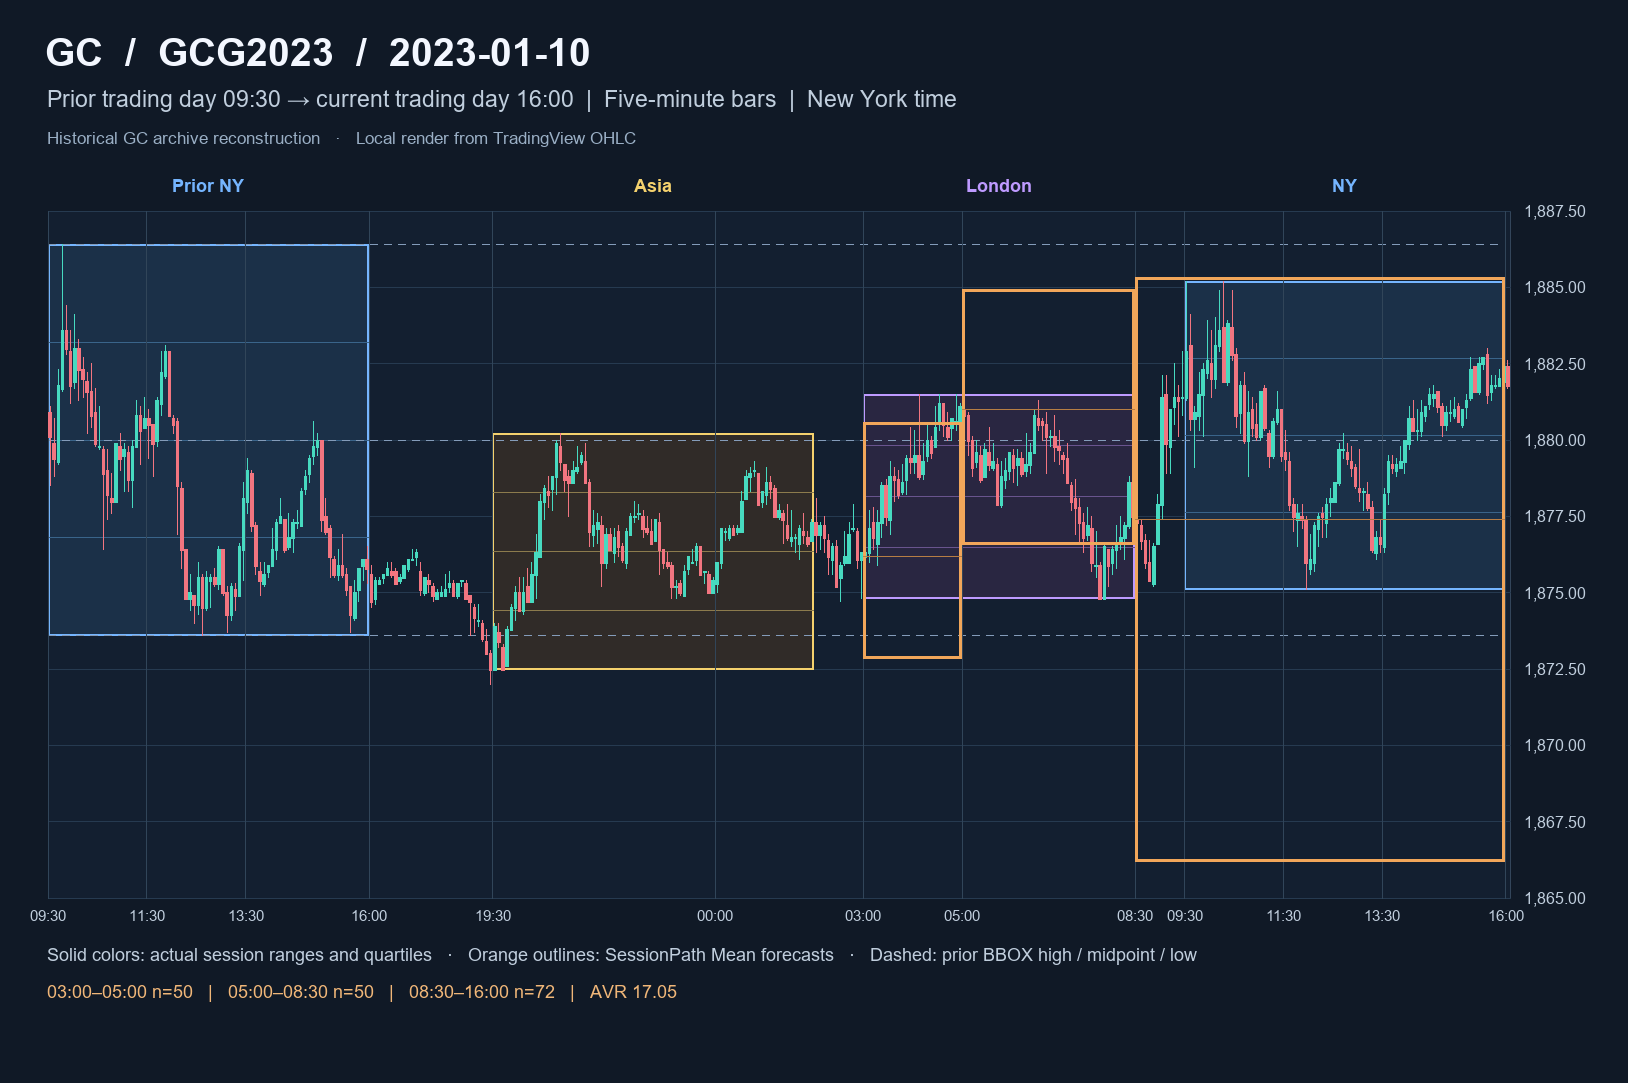 GC / GCG2023 / 2023-01-10
Prior trading day 09:30 → current trading day 16:00 | Five-minute bars | New York time
Historical GC archive reconstruction · Local render from TradingView OHLC
Prior NY Asia London NY
1,887.50
1,885.00
1,882.50
1,880.00
1,877.50
1,875.00
1,872.50
1,870.00
1,867.50
1,865.00
09:30 11:30 13:30 16:00 19:30 00:00 03:00 05:00 08:30 09:30 11:30 13:30 16:00
Solid colors: actual session ranges and quartiles · Orange outlines: SessionPath Mean forecasts · Dashed: prior BBOX high / midpoint / low
03:00–05:00 n=50 | 05:00–08:30 n=50 | 08:30–16:00 n=72 | AVR 17.05